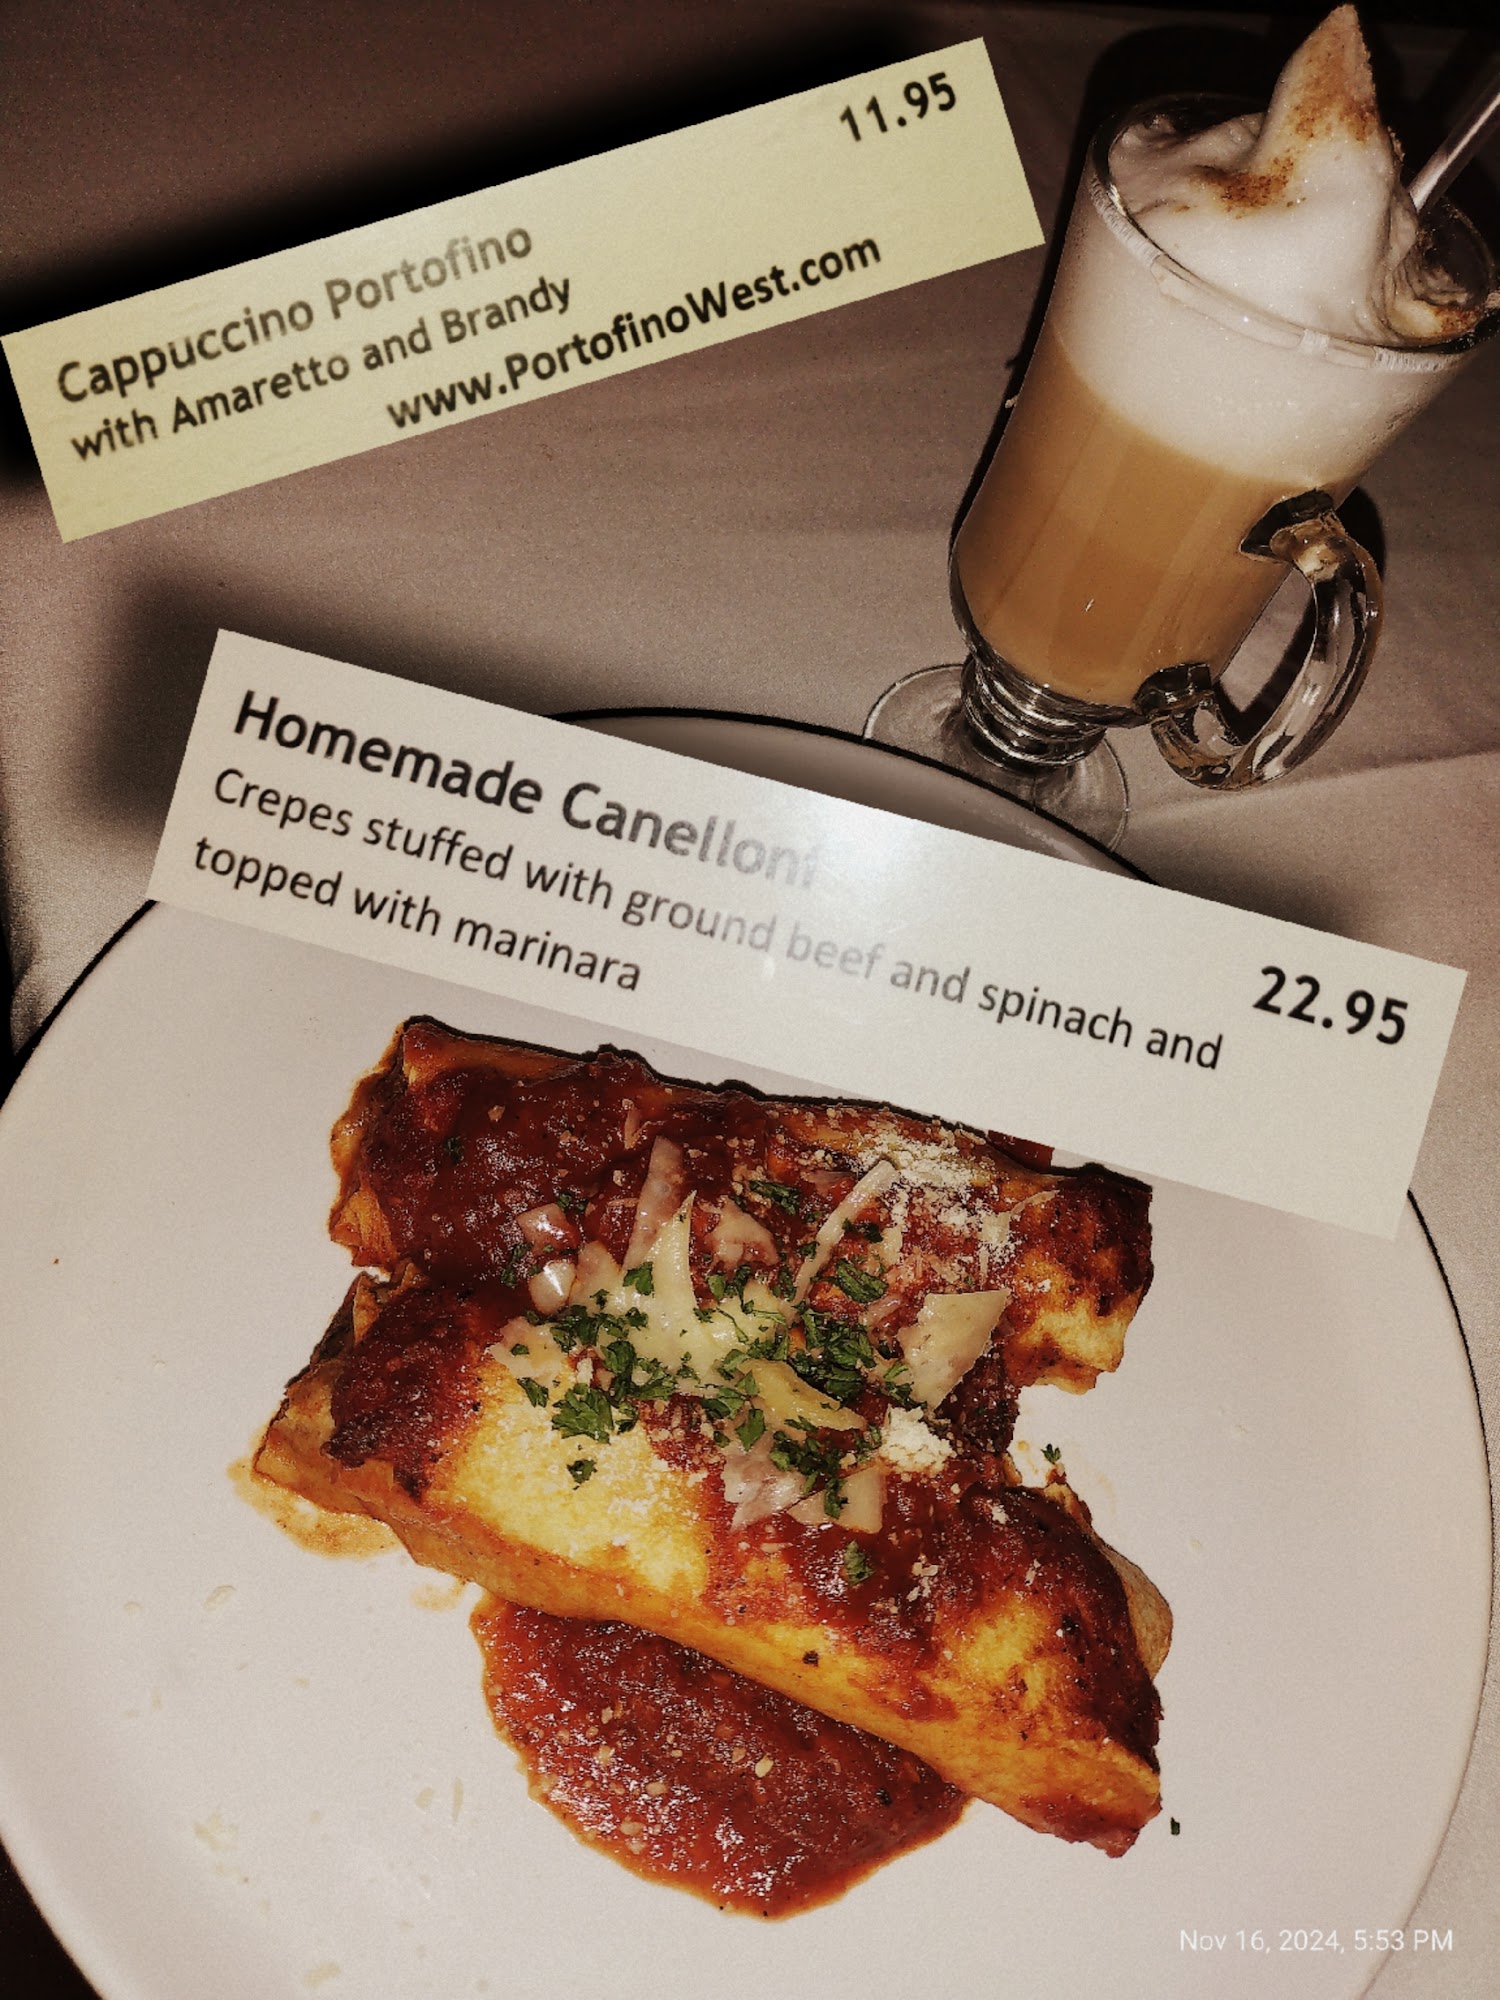 11.95
Cappuccino Portofino
with Amaretto and Brandy
www.PortofinoWest.com
Homemade Canelloni
Crepes stuffed with ground beef and spinach and
topped with marinara
22.95
Nov 16, 2024, 5:53 PM